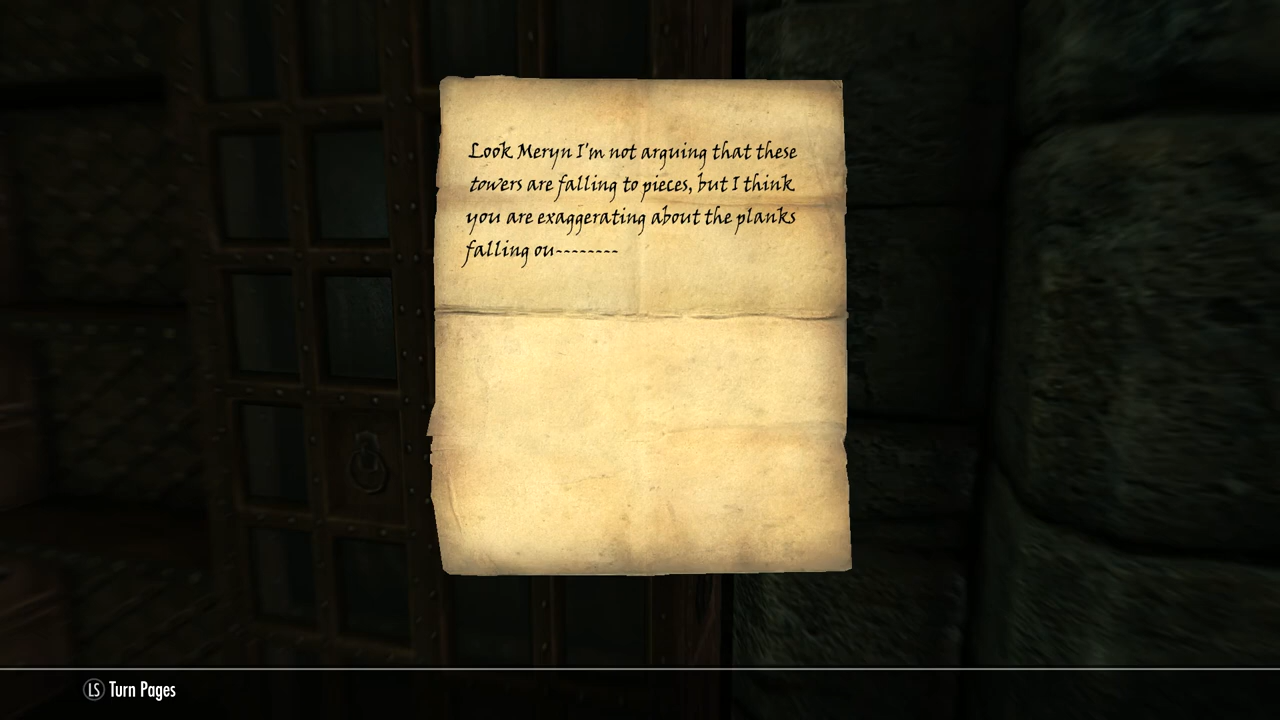 Look Meryn I'm not arguing that these
towers are falling to pieces, but I think
you are exaggerating about the planks
falling ou--------
LS Turn Pages